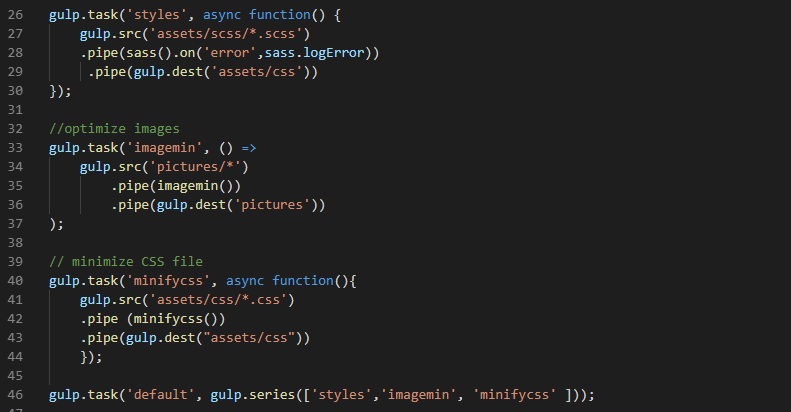 26 gulp.task('styles', async function() {
27 gulp.src('assets/scss/*.scss')
28 .pipe(sass().on('error',sass.logError))
29 .pipe(gulp.dest('assets/css'))
30 });
31
32 //optimize images
33 gulp.task('imagemin', () =>
34 gulp.src('pictures/*')
35 .pipe(imagemin())
36 .pipe(gulp.dest('pictures'))
37 );
38
39 // minimize CSS file
40 gulp.task('minifycss', async function(){
41 gulp.src('assets/css/*.css')
42 .pipe (minifycss())
43 .pipe(gulp.dest("assets/css"))
44 });
45
46 gulp.task('default', gulp.series(['styles','imagemin', 'minifycss' ]));